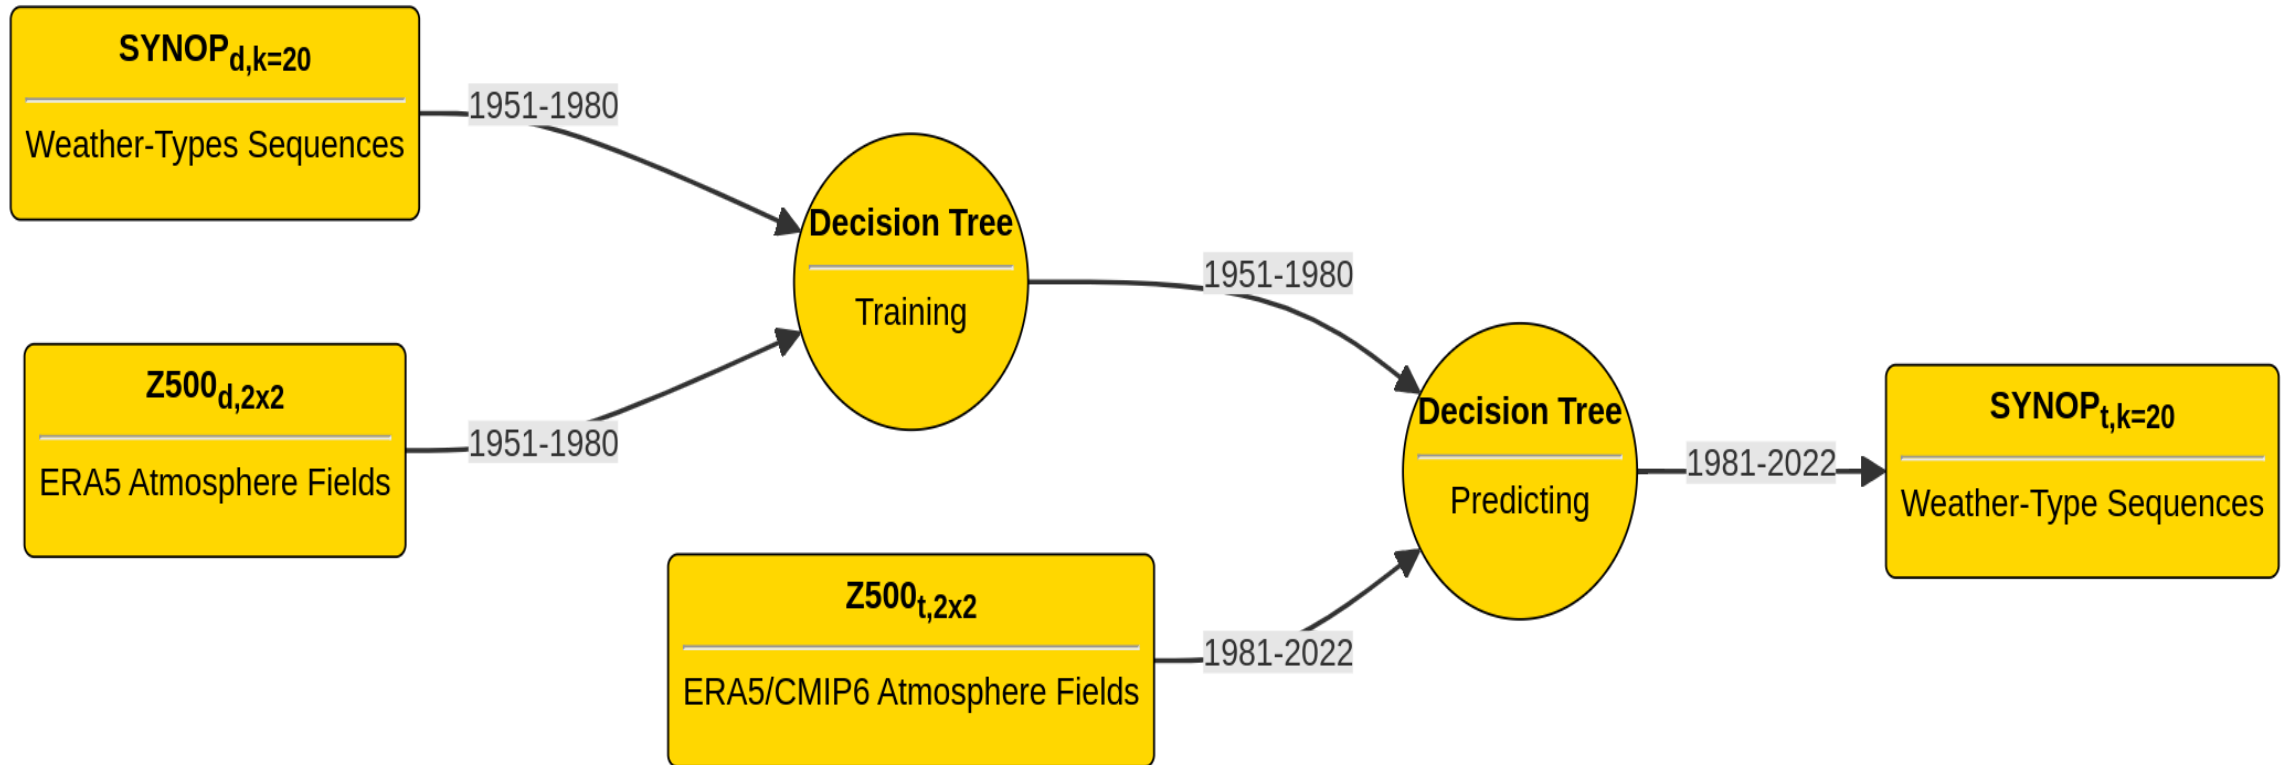 SYNOPd,k=20
Weather-Types Sequences
1951-1980
Z500d,2x2
ERA5 Atmosphere Fields
1951-1980
Decision Tree
Training
1951-1980
Z500t,2x2
ERA5/CMIP6 Atmosphere Fields
1981-2022
Decision Tree
Predicting
1981-2022
SYNOPt,k=20
Weather-Type Sequences